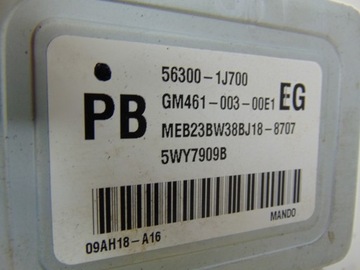 56300-1J700
PB GM461-003-00E1 EG
MEB23BW38BJ18-8707
5WY7909B
MANDO
09AH18-A16